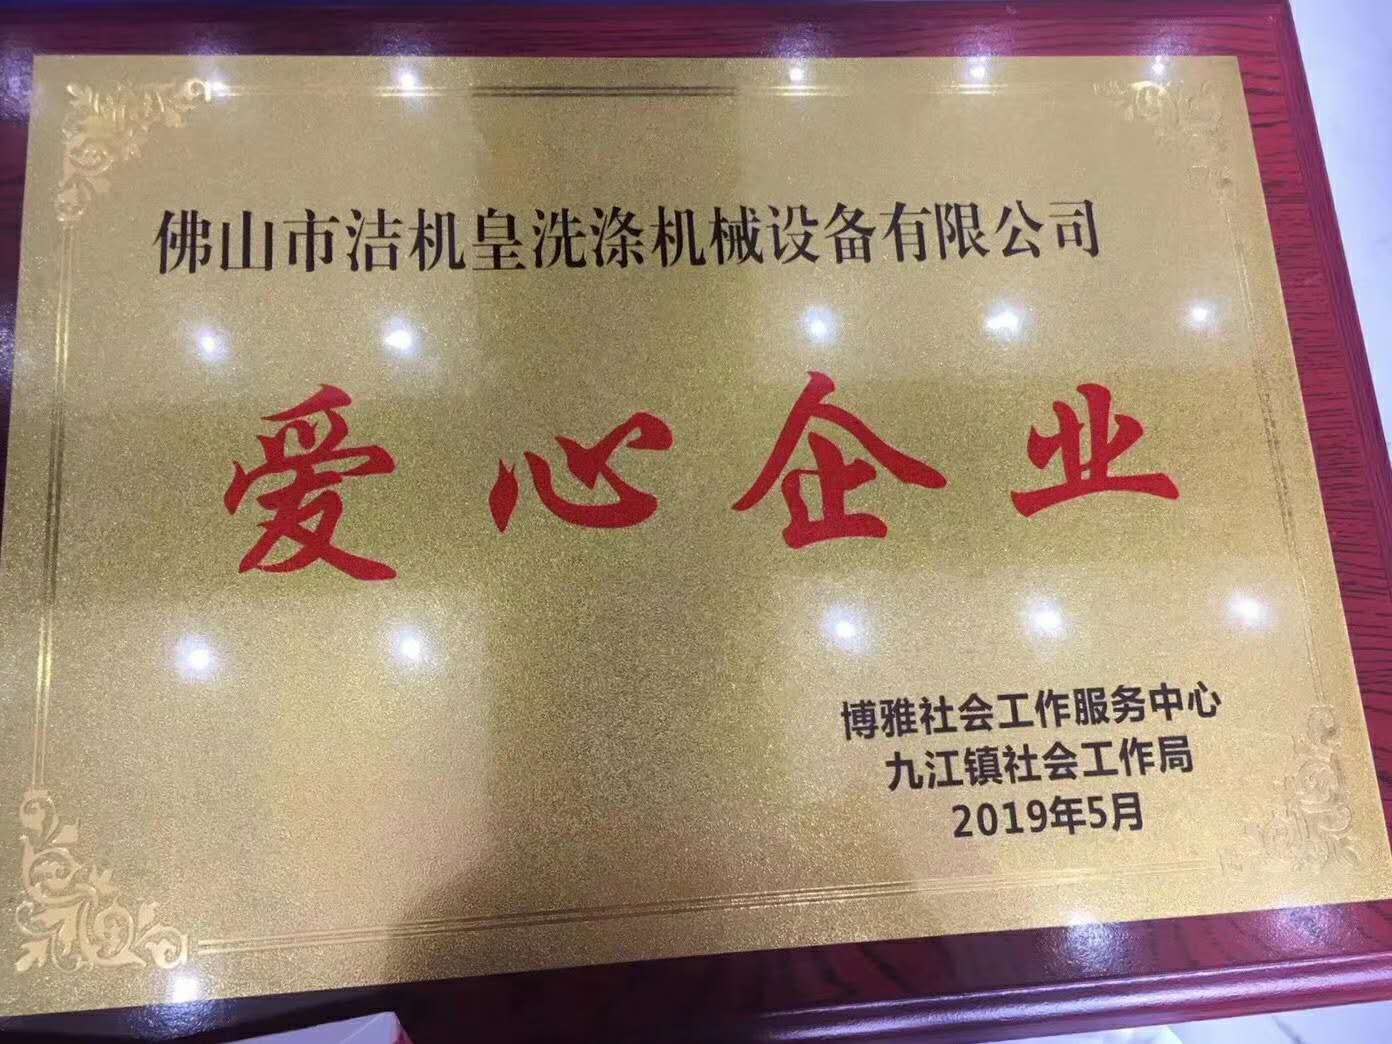 佛山市洁机皇洗涤机械设备有限公司
爱心企业
博雅社会工作服务中心
九江镇社会工作局
2019年5月